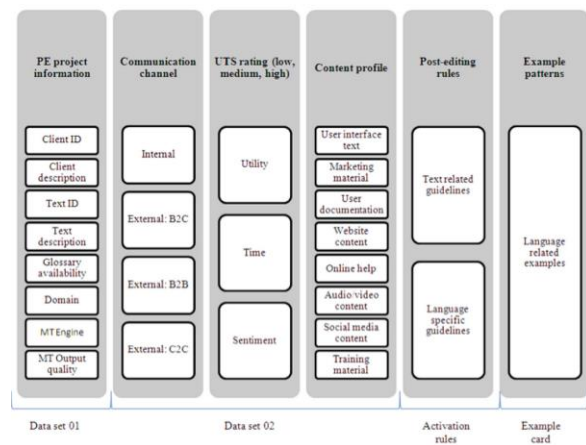 PE project
information
Client ID
Client
description
Text ID
Text
description
Glossary
availability
Domain
MT Engine
MT Output
quality
Communication
channel
Internal
External: B2C
External: B2B
External: C2C
UTS rating (low,
medium, high)
Utility
Time
Sentiment
Content profile
User interface
text
Marketing
material
User
documentation
Website
content
Online help
Audio/video
content
Social media
content
Training
material
Post-editing
rules
Text related
guidelines
Language
specific
guidelines
Example
patterns
Language
related
examples
Data set 01
Data set 02
Activation
rules
Example
card